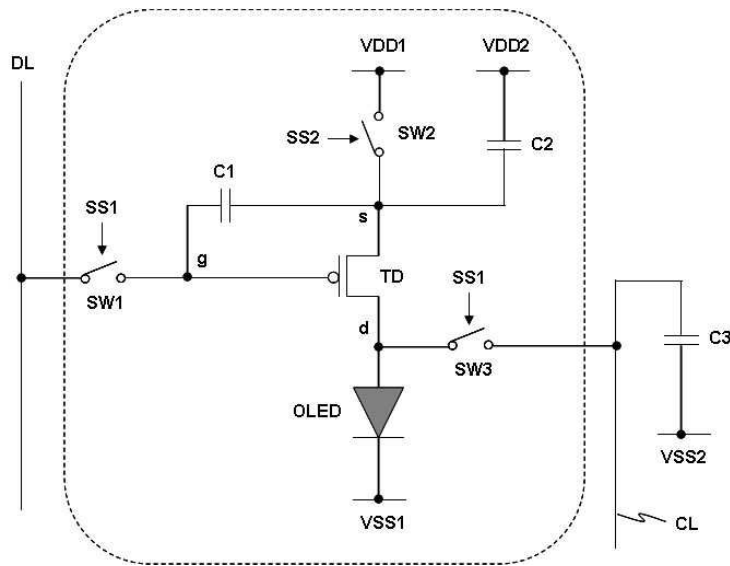 VDD1
VDD2
DL
SS2
SW2
C2
C1
SS1
s
g
TD
SS1
SW1
d
C3
SW3
OLED
VSS2
VSS1
CL